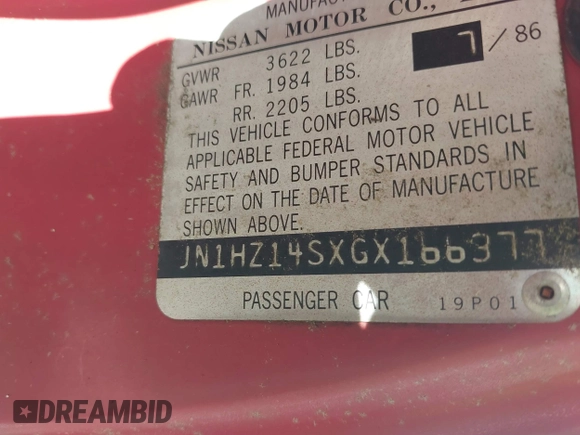 MANUFACTUR
NISSAN MOTOR CO.,
7/86
GVWR 3622 LBS.
GAWR FR. 1984 LBS.
RR. 2205 LBS.
THIS VEHICLE CONFORMS TO ALL
APPLICABLE FEDERAL MOTOR VEHICLE
SAFETY AND BUMPER STANDARDS IN
EFFECT ON THE DATE OF MANUFACTURE
SHOWN ABOVE.
JN1HZ14SXGX166377
PASSENGER CAR 19P01
DREAMBID